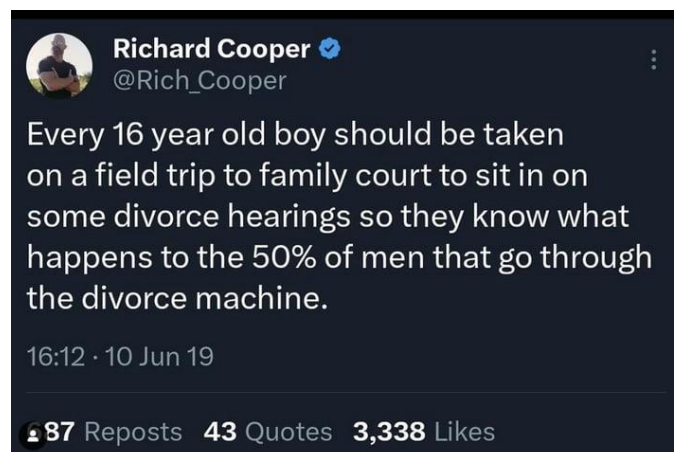 Richard Cooper
@Rich_Cooper
Every 16 year old boy should be taken
on a field trip to family court to sit in on
some divorce hearings so they know what
happens to the 50% of men that go through
the divorce machine.
16:12 · 10 Jun 19
87 Reposts 43 Quotes 3,338 Likes